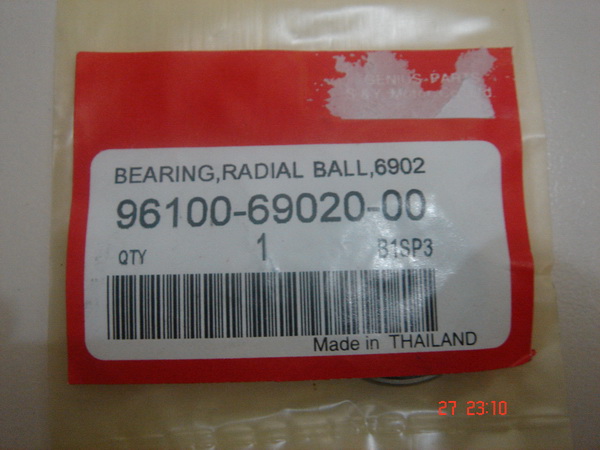 BEARING,RADIAL BALL,6902
96100-69020-00
QTY 1 B1SP3
Made in THAILAND
27 23:10